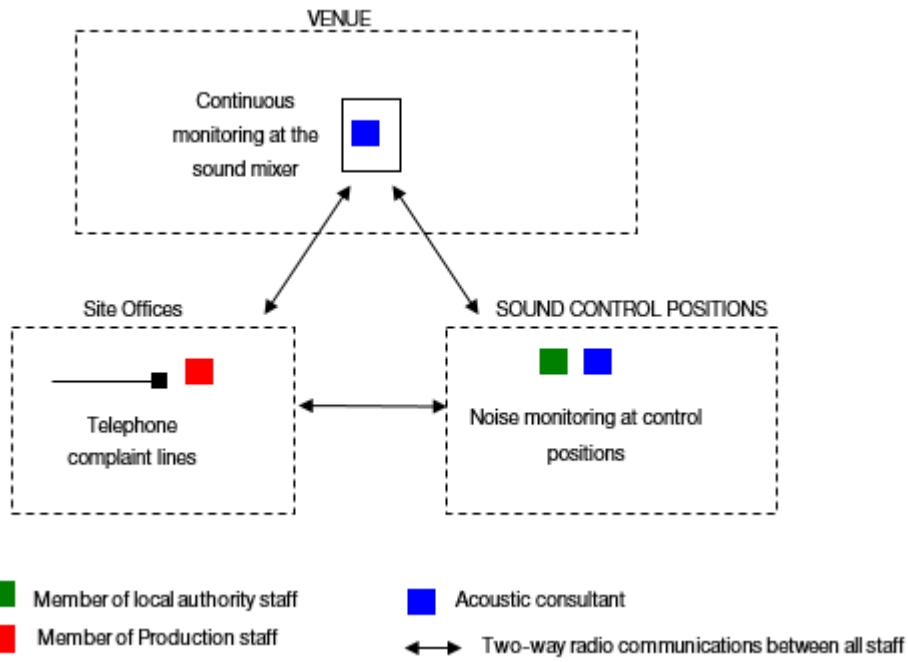 VENUE
Continuous
monitoring at the
sound mixer
Site Offices
SOUND CONTROL POSITIONS
Telephone
complaint lines
Noise monitoring at control
positions
Member of local authority staff
Acoustic consultant
Member of Production staff
Two-way radio communications between all staff